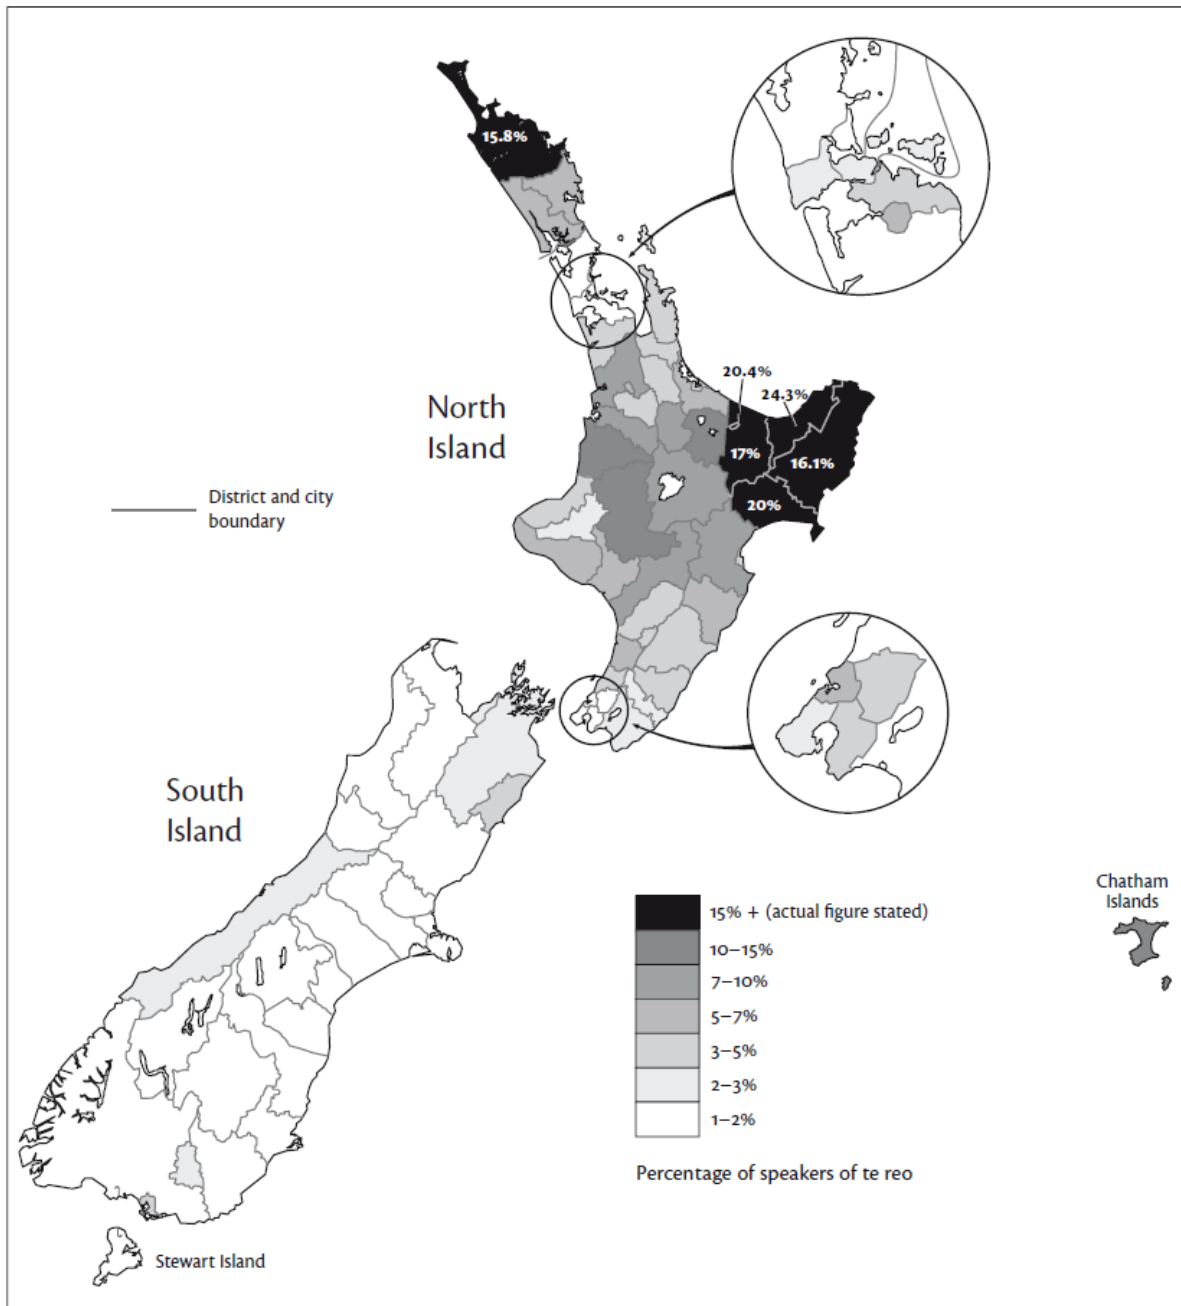 15.8%
North
Island
20.4%
24.3%
17%
16.1%
20%
District and city
boundary
South
Island
Chatham
Islands
15% + (actual figure stated)
10–15%
7–10%
5–7%
3–5%
2–3%
1–2%
Percentage of speakers of te reo
Stewart Island